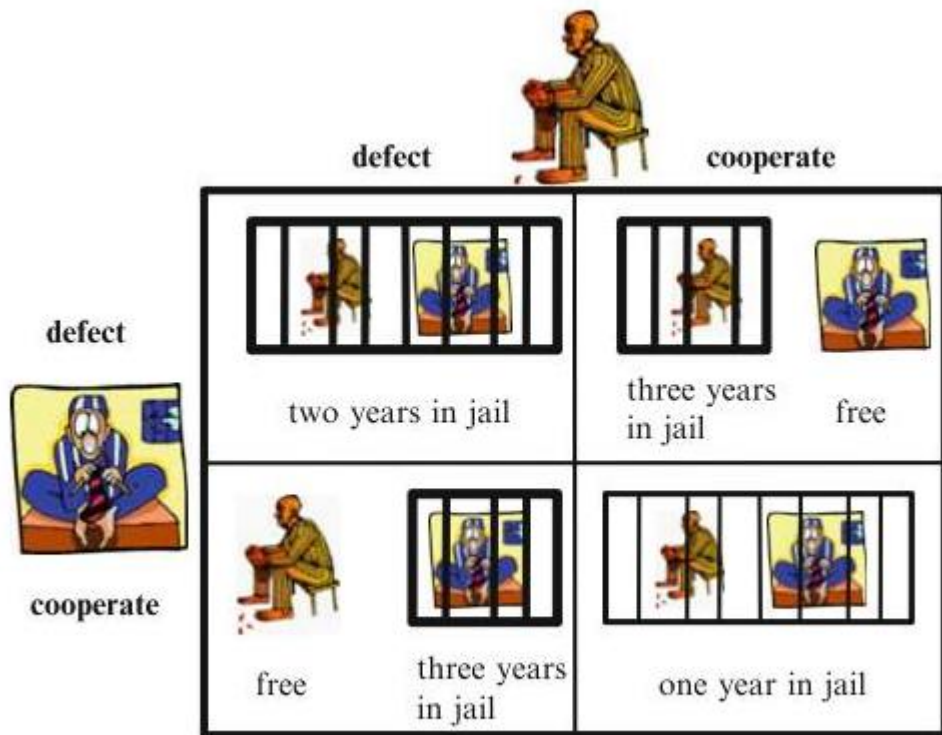 defect
cooperate
defect
two years in jail
three years
in jail
free
cooperate
free
three years
in jail
one year in jail